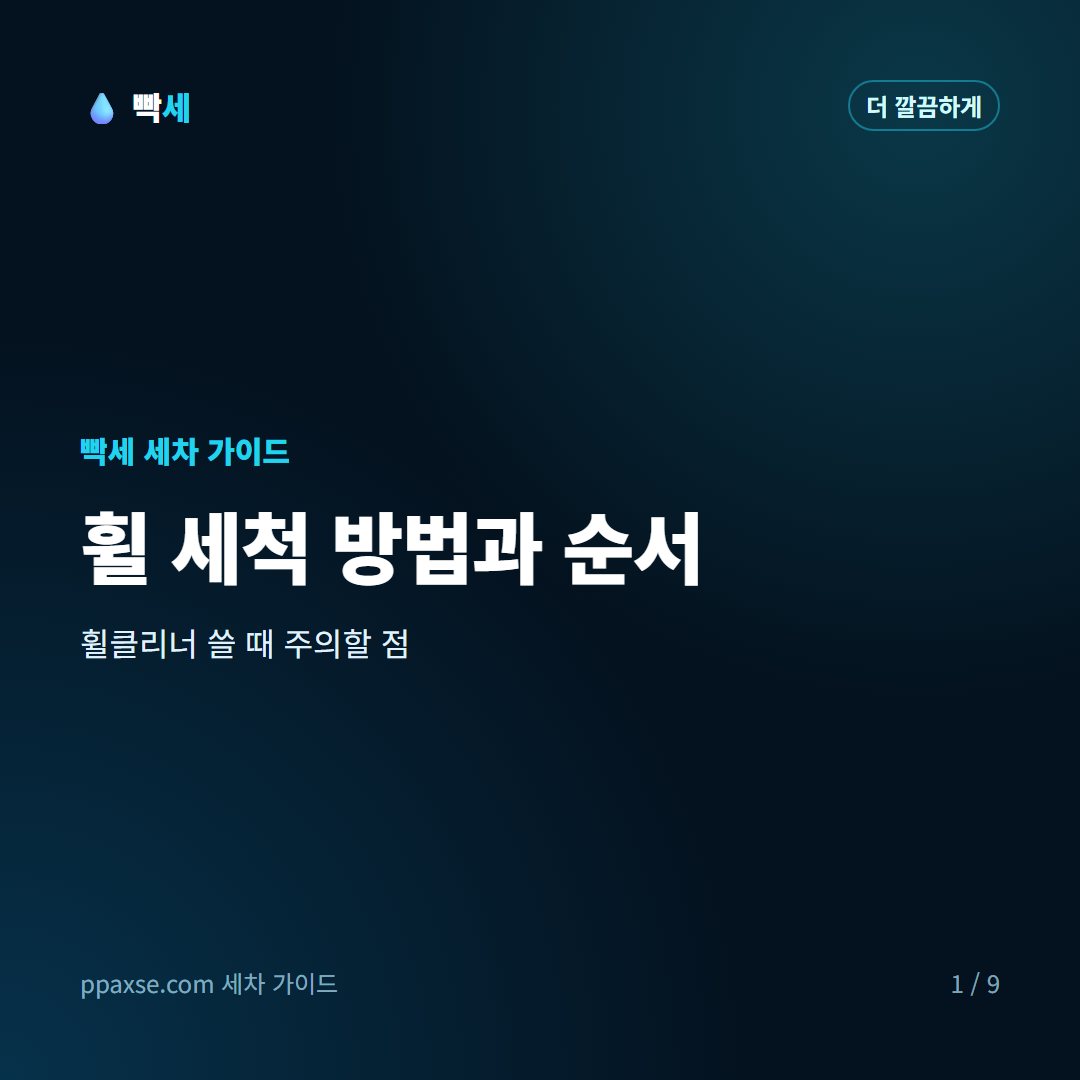 빡세
더 깔끔하게
빡세 세차 가이드
휠 세척 방법과 순서
휠클리너 쓸 때 주의할 점
ppaxse.com 세차 가이드
1 / 9